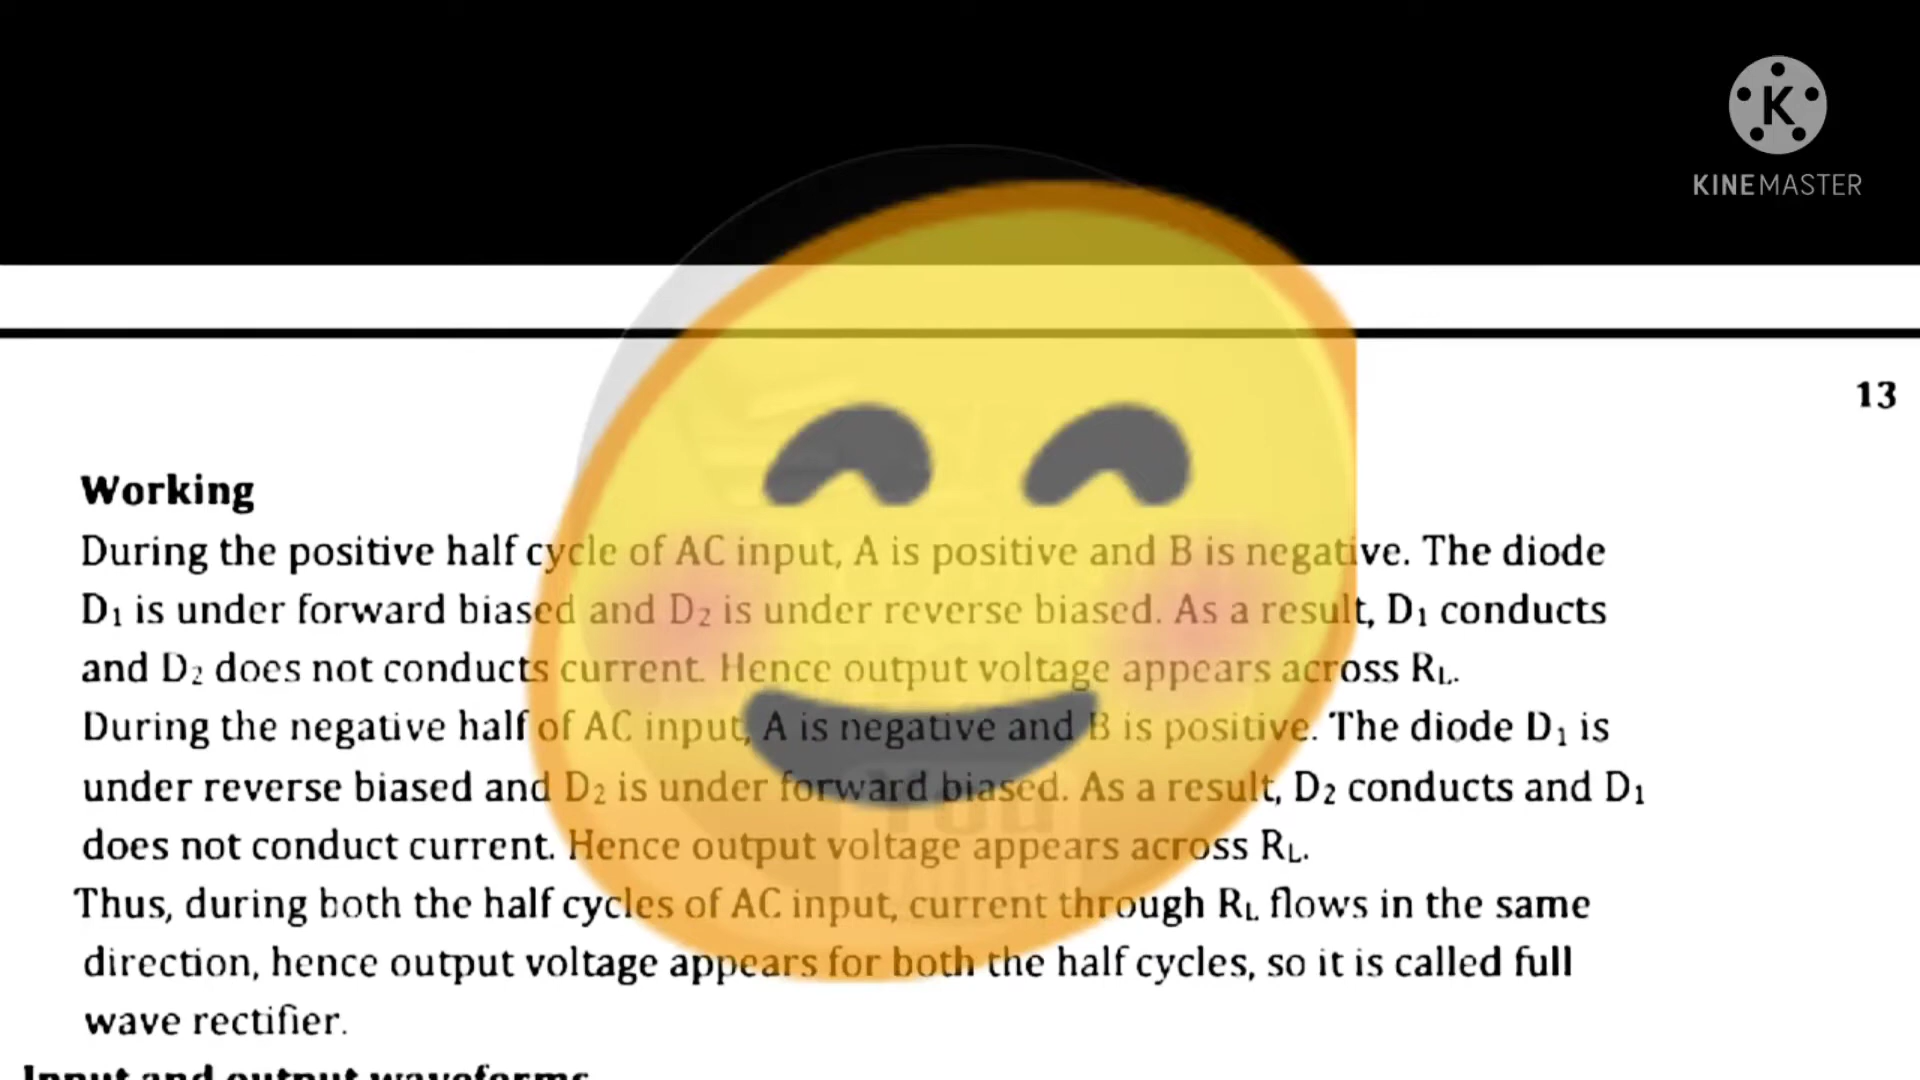 K
KINEMASTER
13
Working
During the positive half cycle of AC input, A is positive and B is negative. The diode
D₁ is under forward biased and D₂ is under reverse biased. As a result, D₁ conducts
and D₂ does not conducts current. Hence output voltage appears across RL.
During the negative half of AC input, A is negative and B is positive. The diode D₁ is
under reverse biased and D₂ is under forward biased. As a result, D₂ conducts and D₁
does not conduct current. Hence output voltage appears across RL.
Thus, during both the half cycles of AC input, current through RL flows in the same
direction, hence output voltage appears for both the half cycles, so it is called full
wave rectifier.
Input and output waveforms